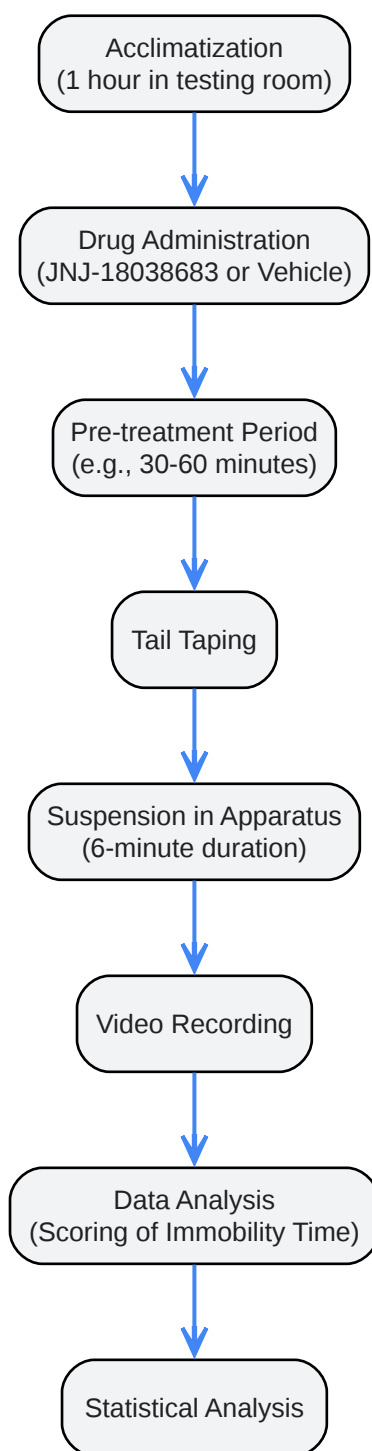 Acclimatization
(1 hour in testing room)
Drug Administration
(JNJ-18038683 or Vehicle)
Pre-treatment Period
(e.g., 30-60 minutes)
Tail Taping
Suspension in Apparatus
(6-minute duration)
Video Recording
Data Analysis
(Scoring of Immobility Time)
Statistical Analysis